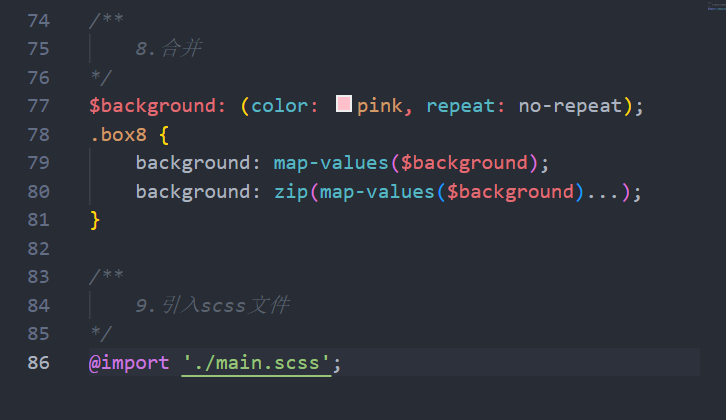 74 /**
75     8.合并
76 */
77 $background: (color: pink, repeat: no-repeat);
78 .box8 {
79     background: map-values($background);
80     background: zip(map-values($background)...);
81 }
82
83 /**
84     9.引入scss文件
85 */
86 @import './main.scss';